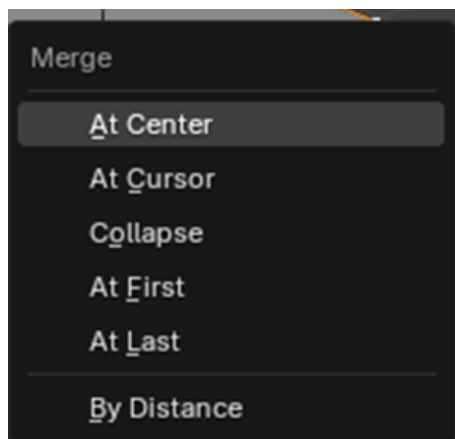 Merge
At Center
At Cursor
Collapse
At First
At Last
By Distance